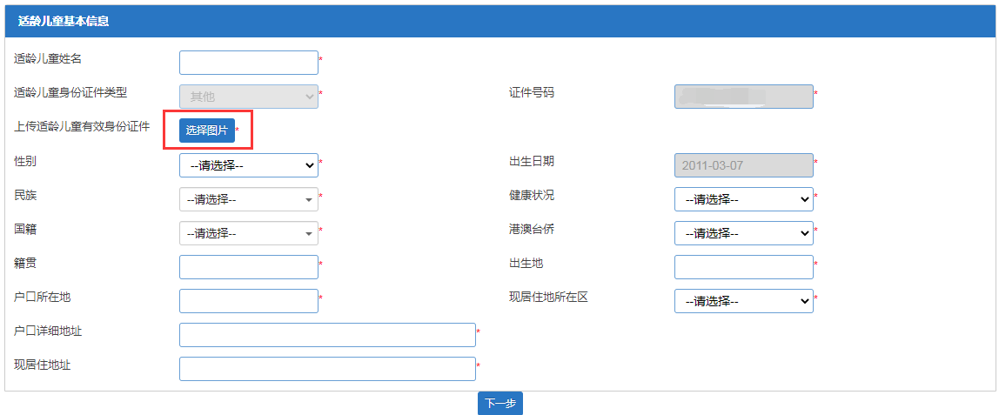 适龄儿童基本信息
适龄儿童姓名 *
适龄儿童身份证件类型 其他 * 证件号码 *
上传适龄儿童有效身份证件 选择图片 *
性别 --请选择-- * 出生日期 2011-03-07 *
民族 --请选择-- * 健康状况 --请选择-- *
国籍 --请选择-- * 港澳台侨 --请选择-- *
籍贯 * 出生地 *
户口所在地 * 现居住地所在区 --请选择-- *
户口详细地址 *
现居住地址 *
下一步